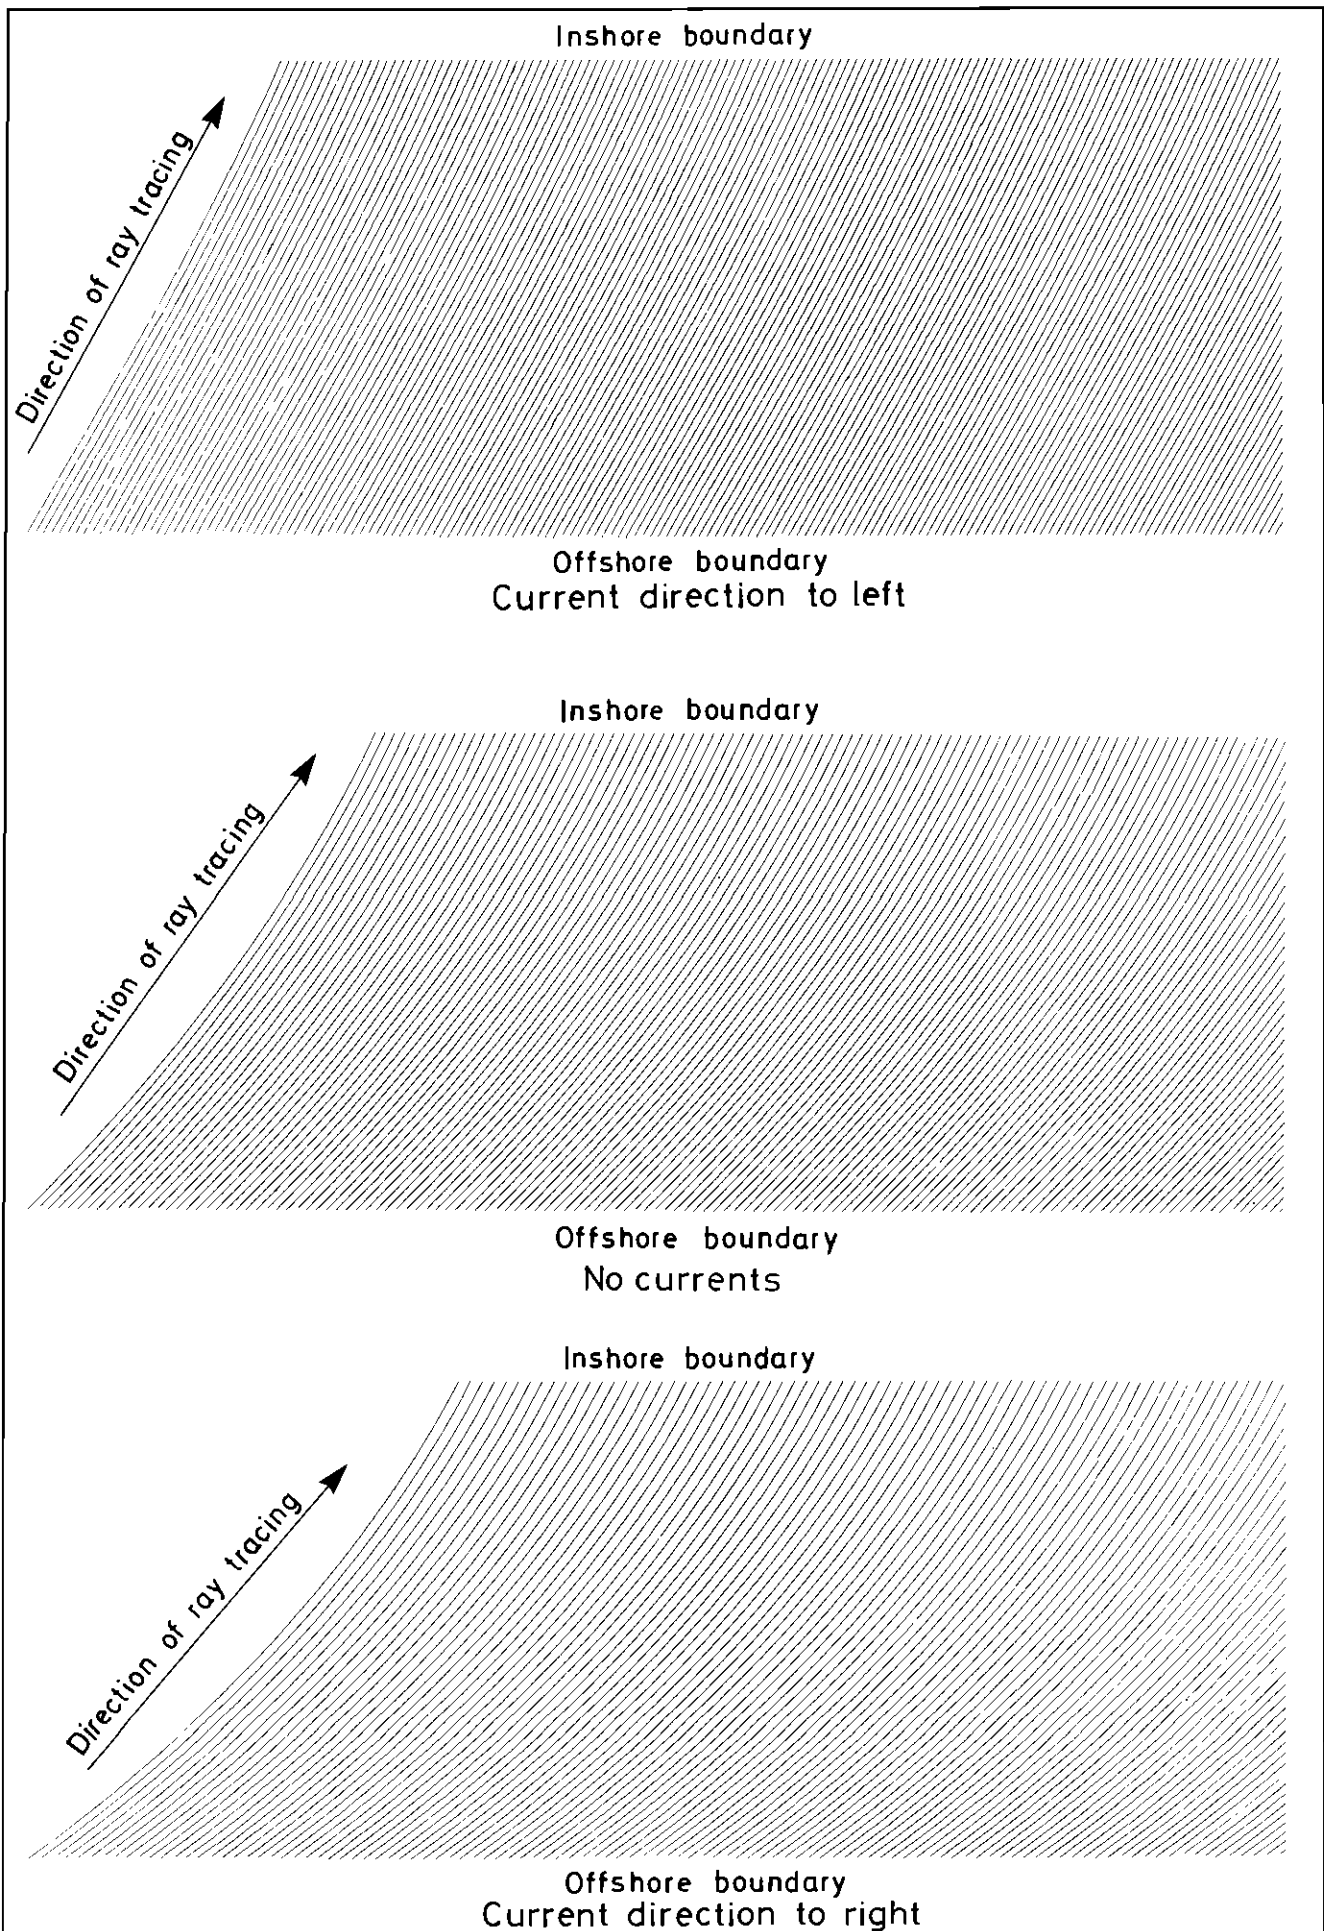 Inshore boundary
Direction of ray tracing
Offshore boundary
Current direction to left
Inshore boundary
Direction of ray tracing
Offshore boundary
No currents
Inshore boundary
Direction of ray tracing
Offshore boundary
Current direction to right